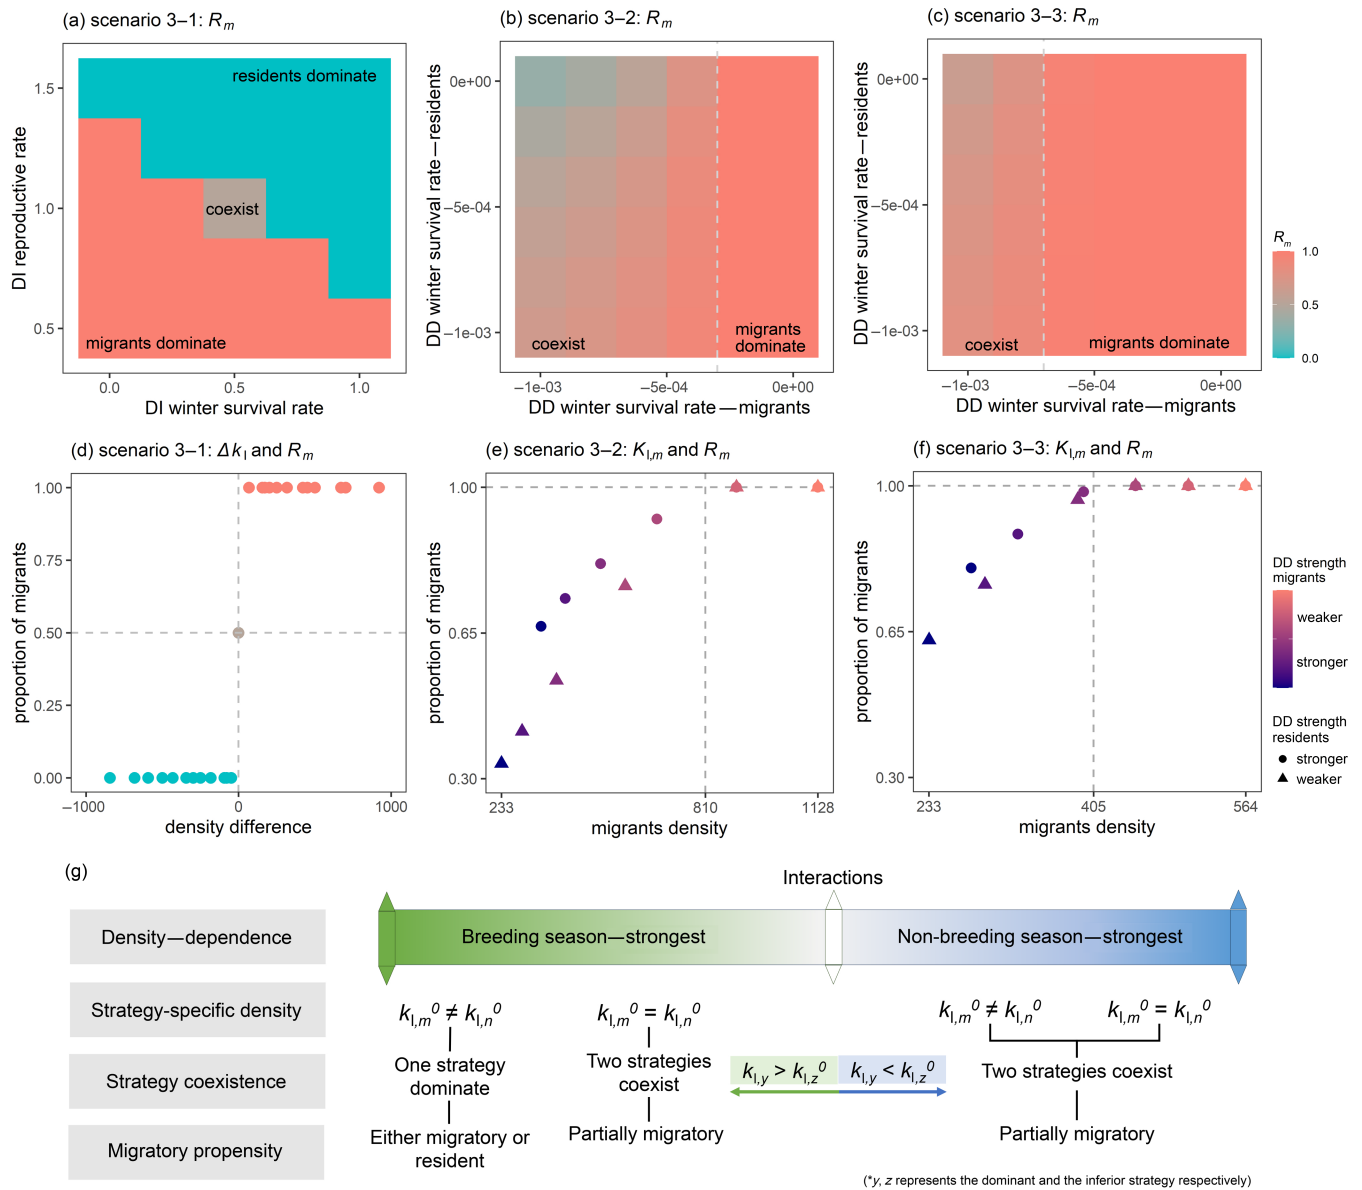 (a) scenario 3–1: Rm
(b) scenario 3–2: Rm
(c) scenario 3–3: Rm
DI reproductive rate
1.5
1.0
0.5
residents dominate
coexist
migrants dominate
0.0
0.5
1.0
DI winter survival rate
DD winter survival rate—residents
0e+00
−5e-04
−1e-03
coexist
migrants
dominate
−1e-03
−5e-04
0e+00
DD winter survival rate—migrants
DD winter survival rate—residents
0e+00
−5e-04
−1e-03
coexist
migrants dominate
−1e-03
−5e-04
0e+00
DD winter survival rate—migrants
Rm
1.0
0.5
0.0
(d) scenario 3–1: Δkl and Rm
proportion of migrants
1.00
0.75
0.50
0.25
0.00
−1000
0
1000
density difference
(e) scenario 3–2: Kl,m and Rm
proportion of migrants
1.00
0.65
0.30
233
810
1128
migrants density
(f) scenario 3–3: Kl,m and Rm
proportion of migrants
1.00
0.65
0.30
233
405
564
migrants density
DD strength
migrants
weaker
stronger
DD strength
residents
stronger
weaker
(g)
Interactions
Density—dependence
Breeding season—strongest
Non-breeding season—strongest
Strategy-specific density
kl,m0 ≠ kl,n0
kl,m0 = kl,n0
kl,m0 ≠ kl,n0
kl,m0 = kl,n0
Strategy coexistence
One strategy
dominate
Two strategies
coexist
kl,y > kl,z0
kl,y < kl,z0
Two strategies coexist
Migratory propensity
Either migratory or
resident
Partially migratory
Partially migratory
(*y, z represents the dominant and the inferior strategy respectively)